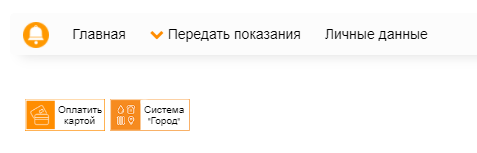 Главная Передать показания Личные данные
Оплатить картой
Система "Город"